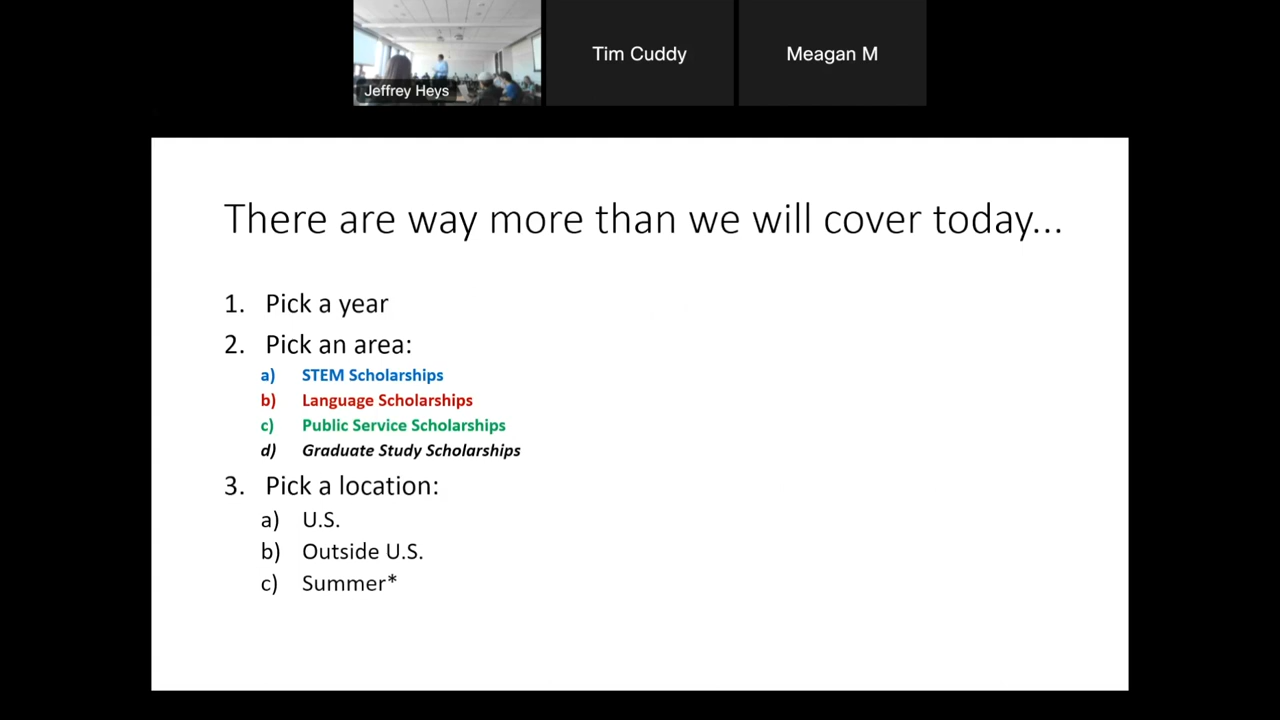 Jeffrey Heys
Tim Cuddy
Meagan M
There are way more than we will cover today...
1. Pick a year
2. Pick an area:
a) STEM Scholarships
b) Language Scholarships
c) Public Service Scholarships
d) Graduate Study Scholarships
3. Pick a location:
a) U.S.
b) Outside U.S.
c) Summer*